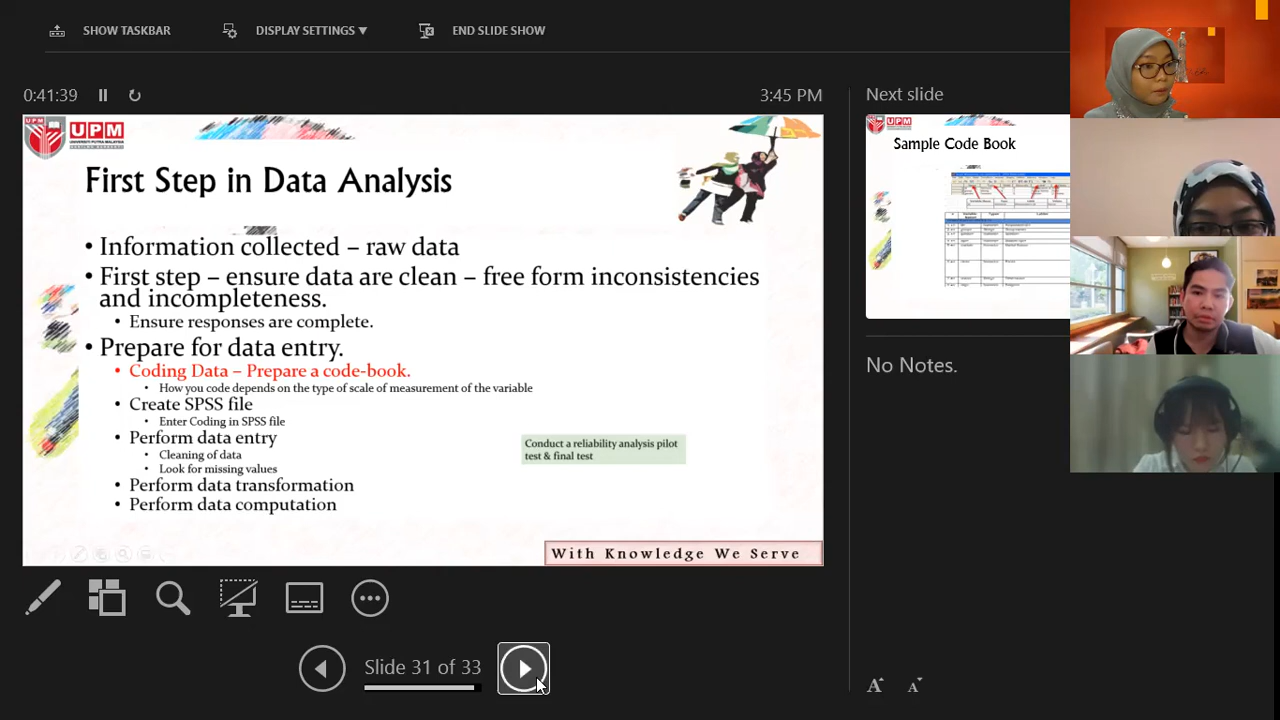 SHOW TASKBAR
DISPLAY SETTINGS ▼
END SLIDE SHOW
0:41:39
3:45 PM
UPM
UNIVERSITI PUTRA MALAYSIA
First Step in Data Analysis
• Information collected – raw data
• First step – ensure data are clean – free form inconsistencies
and incompleteness.
• Ensure responses are complete.
• Prepare for data entry.
• Coding Data – Prepare a code-book.
• How you code depends on the type of scale of measurement of the variable
• Create SPSS file
• Enter Coding in SPSS file
• Perform data entry
• Cleaning of data
• Look for missing values
• Perform data transformation
• Perform data computation
Conduct a reliability analysis pilot
test & final test
With Knowledge We Serve
Slide 31 of 33
Next slide
UPM
Sample Code Book
No Notes.
A A